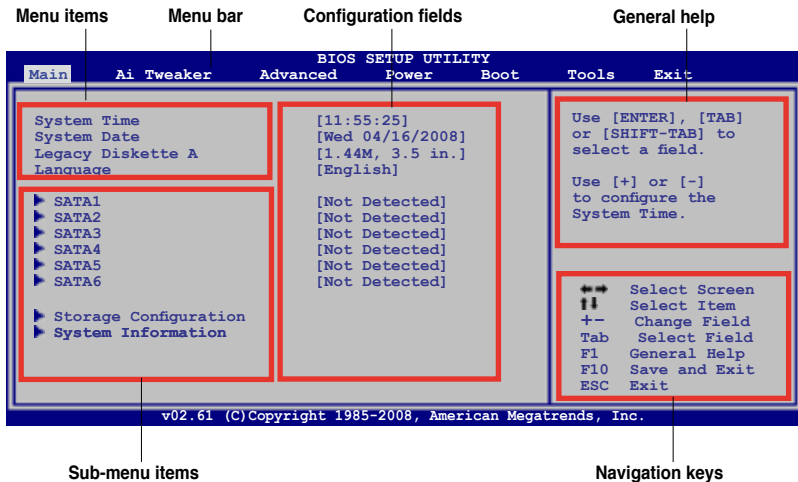 Menu items Menu bar Configuration fields General help
BIOS SETUP UTILITY
Main Ai Tweaker Advanced Power Boot Tools Exit
System Time [11:55:25]
System Date [Wed 04/16/2008]
Legacy Diskette A [1.44M, 3.5 in.]
Language [English]
SATA1 [Not Detected]
SATA2 [Not Detected]
SATA3 [Not Detected]
SATA4 [Not Detected]
SATA5 [Not Detected]
SATA6 [Not Detected]
Storage Configuration
System Information
Use [ENTER], [TAB]
or [SHIFT-TAB] to
select a field.
Use [+] or [-]
to configure the
System Time.
←→ Select Screen
↑↓ Select Item
+- Change Field
Tab Select Field
F1 General Help
F10 Save and Exit
ESC Exit
v02.61 (C)Copyright 1985-2008, American Megatrends, Inc.
Sub-menu items Navigation keys